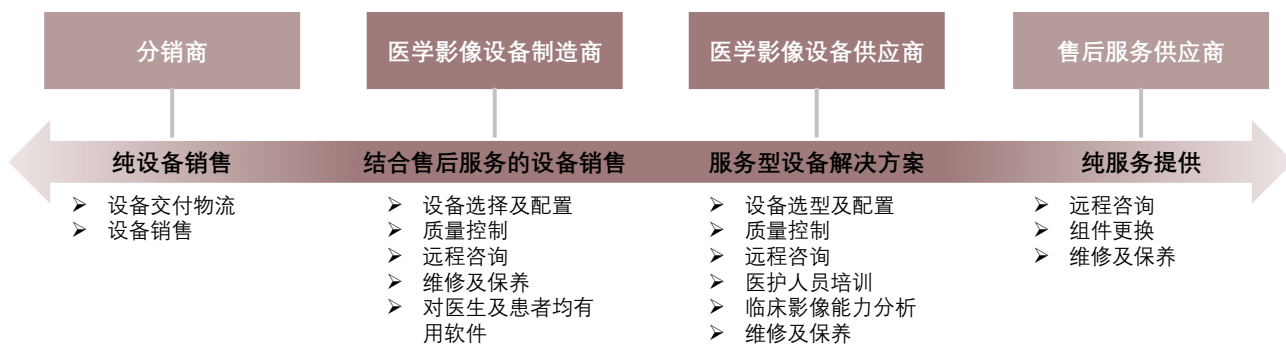 分销商
医学影像设备制造商
医学影像设备供应商
售后服务供应商
纯设备销售
结合售后服务的设备销售
服务型设备解决方案
纯服务提供
➢ 设备交付物流
➢ 设备销售
➢ 设备选择及配置
➢ 质量控制
➢ 远程咨询
➢ 维修及保养
➢ 对医生及患者均有
用软件
➢ 设备选型及配置
➢ 质量控制
➢ 远程咨询
➢ 医护人员培训
➢ 临床影像能力分析
➢ 维修及保养
➢ 远程咨询
➢ 组件更换
➢ 维修及保养